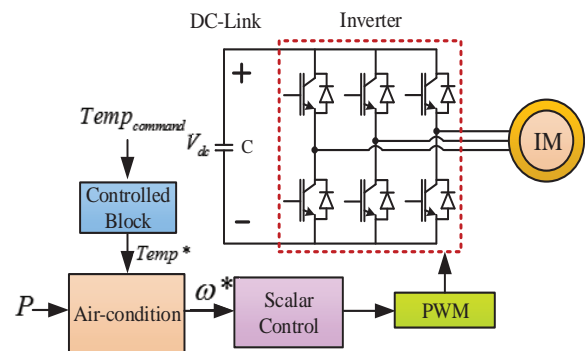 DC-Link
Inverter
+
Temp_command
V_dc
C
IM
Controlled
Block
−
Temp*
P
Air-condition
ω*
Scalar
Control
PWM